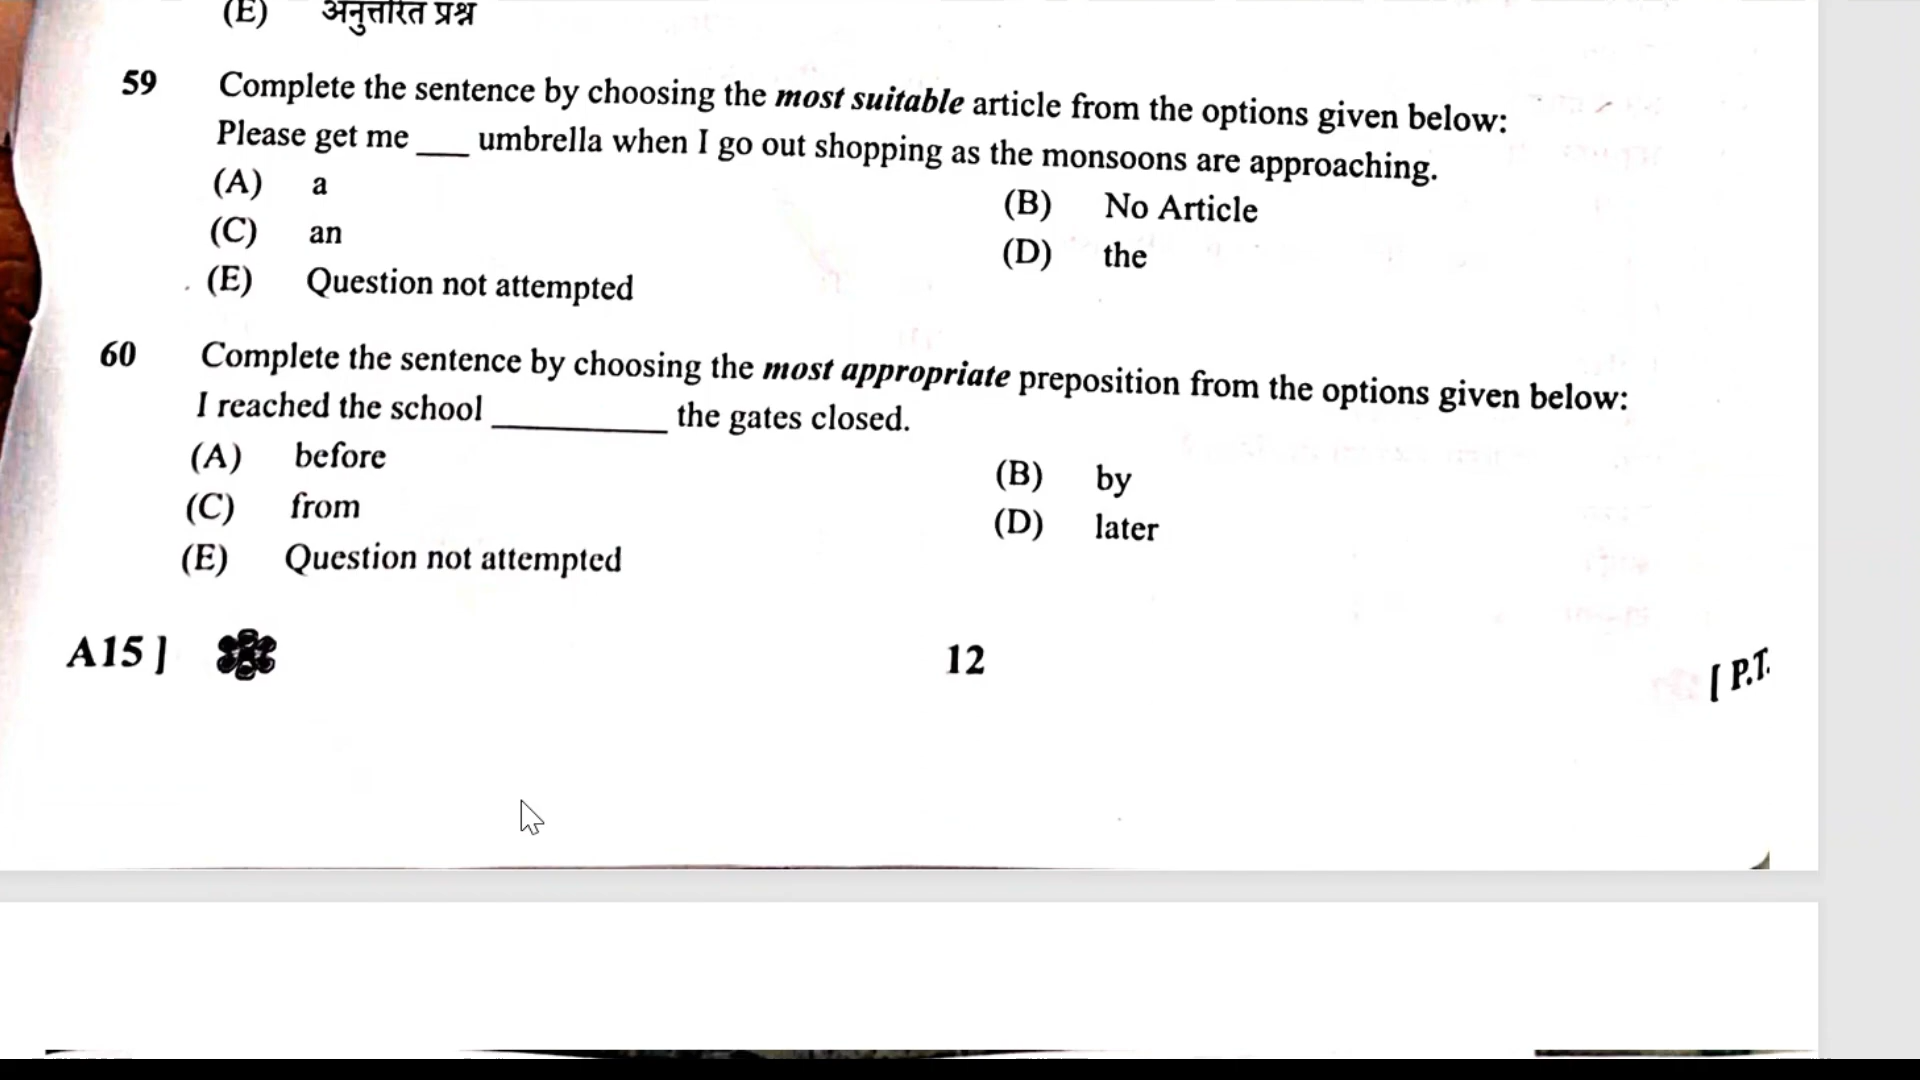 (E) अनुत्तरित प्रश्न
59 Complete the sentence by choosing the most suitable article from the options given below:
Please get me ___ umbrella when I go out shopping as the monsoons are approaching.
(A) a
(B) No Article
(C) an
(D) the
(E) Question not attempted
60 Complete the sentence by choosing the most appropriate preposition from the options given below:
I reached the school __________ the gates closed.
(A) before
(B) by
(C) from
(D) later
(E) Question not attempted
A15 ] 12 [ P.T.